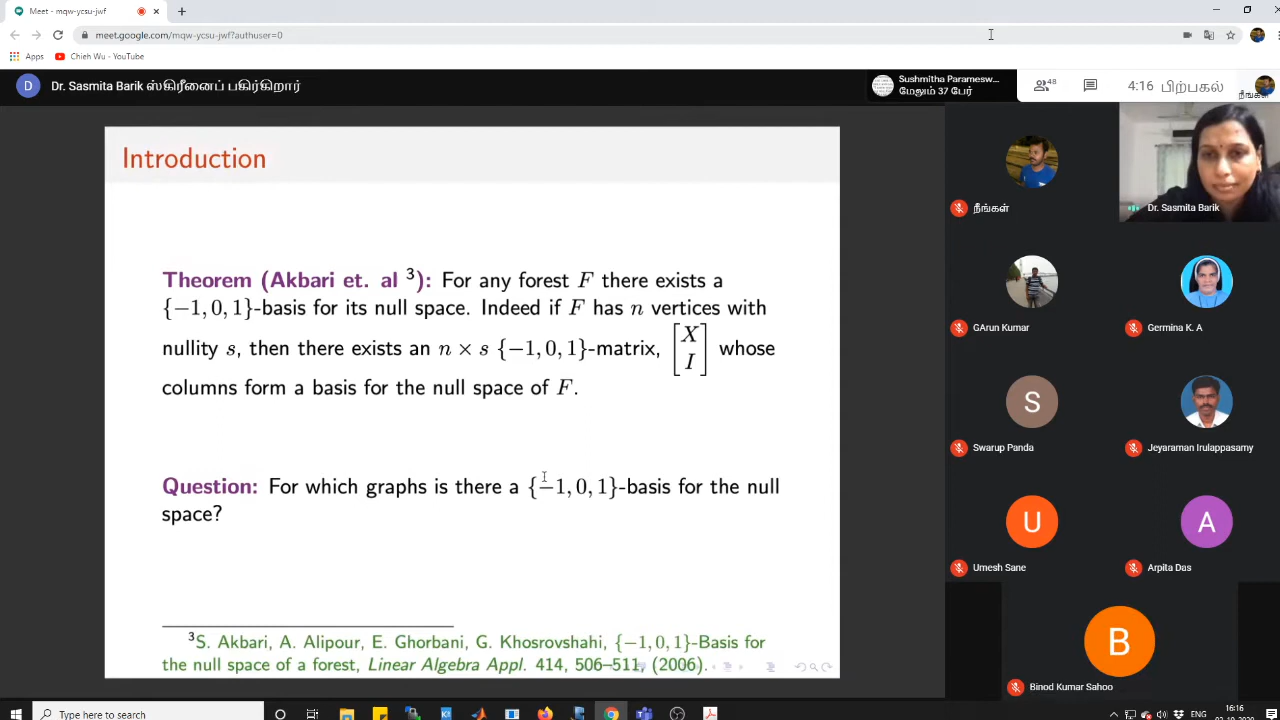 Meet - mqw-ycsu-jwf
meet.google.com/mqw-ycsu-jwf?authuser=0
Apps
Chieh Wu - YouTube
D
Dr. Sasmita Barik ஸ்கிரீனைப் பகிர்கிறார்
Sushmitha Paramesw...
மேலும் 37 பேர்
48
4:16 பிற்பகல்
நீங்கள்
Introduction
Theorem (Akbari et. al ³): For any forest F there exists a
{−1, 0, 1}-basis for its null space. Indeed if F has n vertices with
nullity s, then there exists an n × s {−1, 0, 1}-matrix, [X I] whose
columns form a basis for the null space of F.
Question: For which graphs is there a {−1, 0, 1}-basis for the null
space?
³S. Akbari, A. Alipour, E. Ghorbani, G. Khosrovshahi, {−1, 0, 1}-Basis for
the null space of a forest, Linear Algebra Appl. 414, 506–511, (2006).
நீங்கள்
Dr. Sasmita Barik
GArun Kumar
Germina K. A
S
Swarup Panda
Jeyaraman Irulappasamy
U
Umesh Sane
A
Arpita Das
B
Binod Kumar Sahoo
Type here to search
ENG
16:16